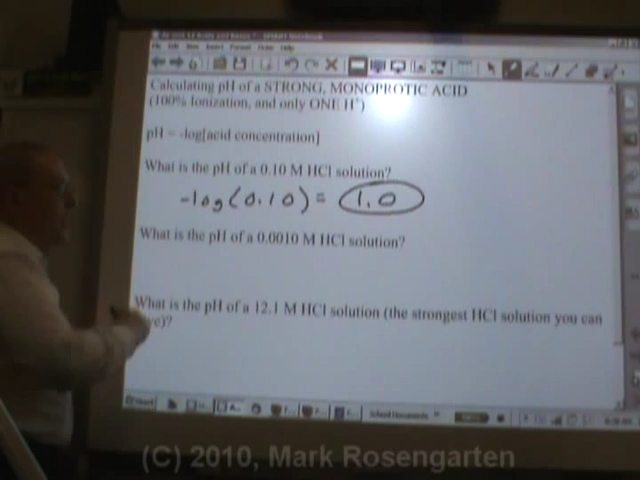 Calculating pH of a STRONG, MONOPROTIC ACID
(100% Ionization, and only ONE H⁺)
pH = -log[acid concentration]
What is the pH of a 0.10 M HCl solution?
-log(0.10) = 1.0
What is the pH of a 0.0010 M HCl solution?
What is the pH of a 12.1 M HCl solution (the strongest HCl solution you can
(C) 2010, Mark Rosengarten